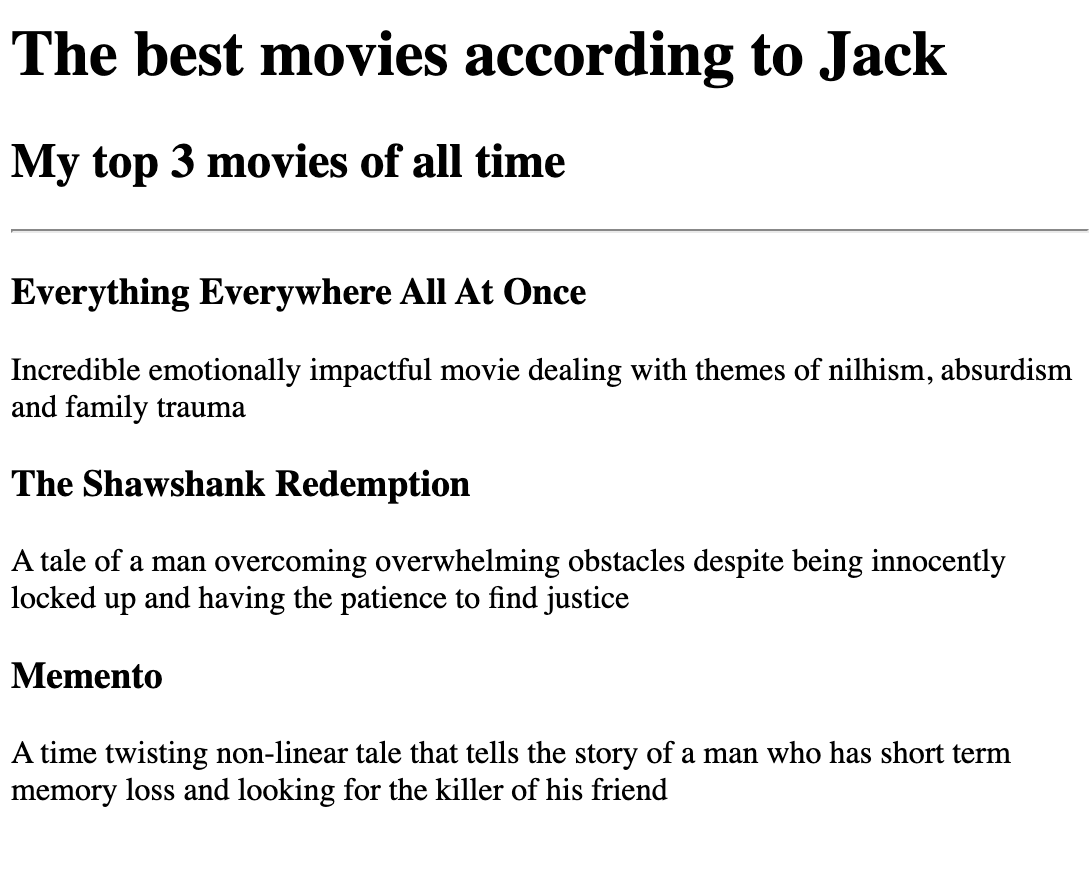 The best movies according to Jack
My top 3 movies of all time
Everything Everywhere All At Once
Incredible emotionally impactful movie dealing with themes of nilhism, absurdism
and family trauma
The Shawshank Redemption
A tale of a man overcoming overwhelming obstacles despite being innocently
locked up and having the patience to find justice
Memento
A time twisting non-linear tale that tells the story of a man who has short term
memory loss and looking for the killer of his friend